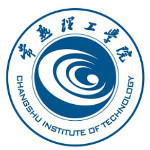 常熟理工学院
CHANGSHU INSTITUTE OF TECHNOLOGY